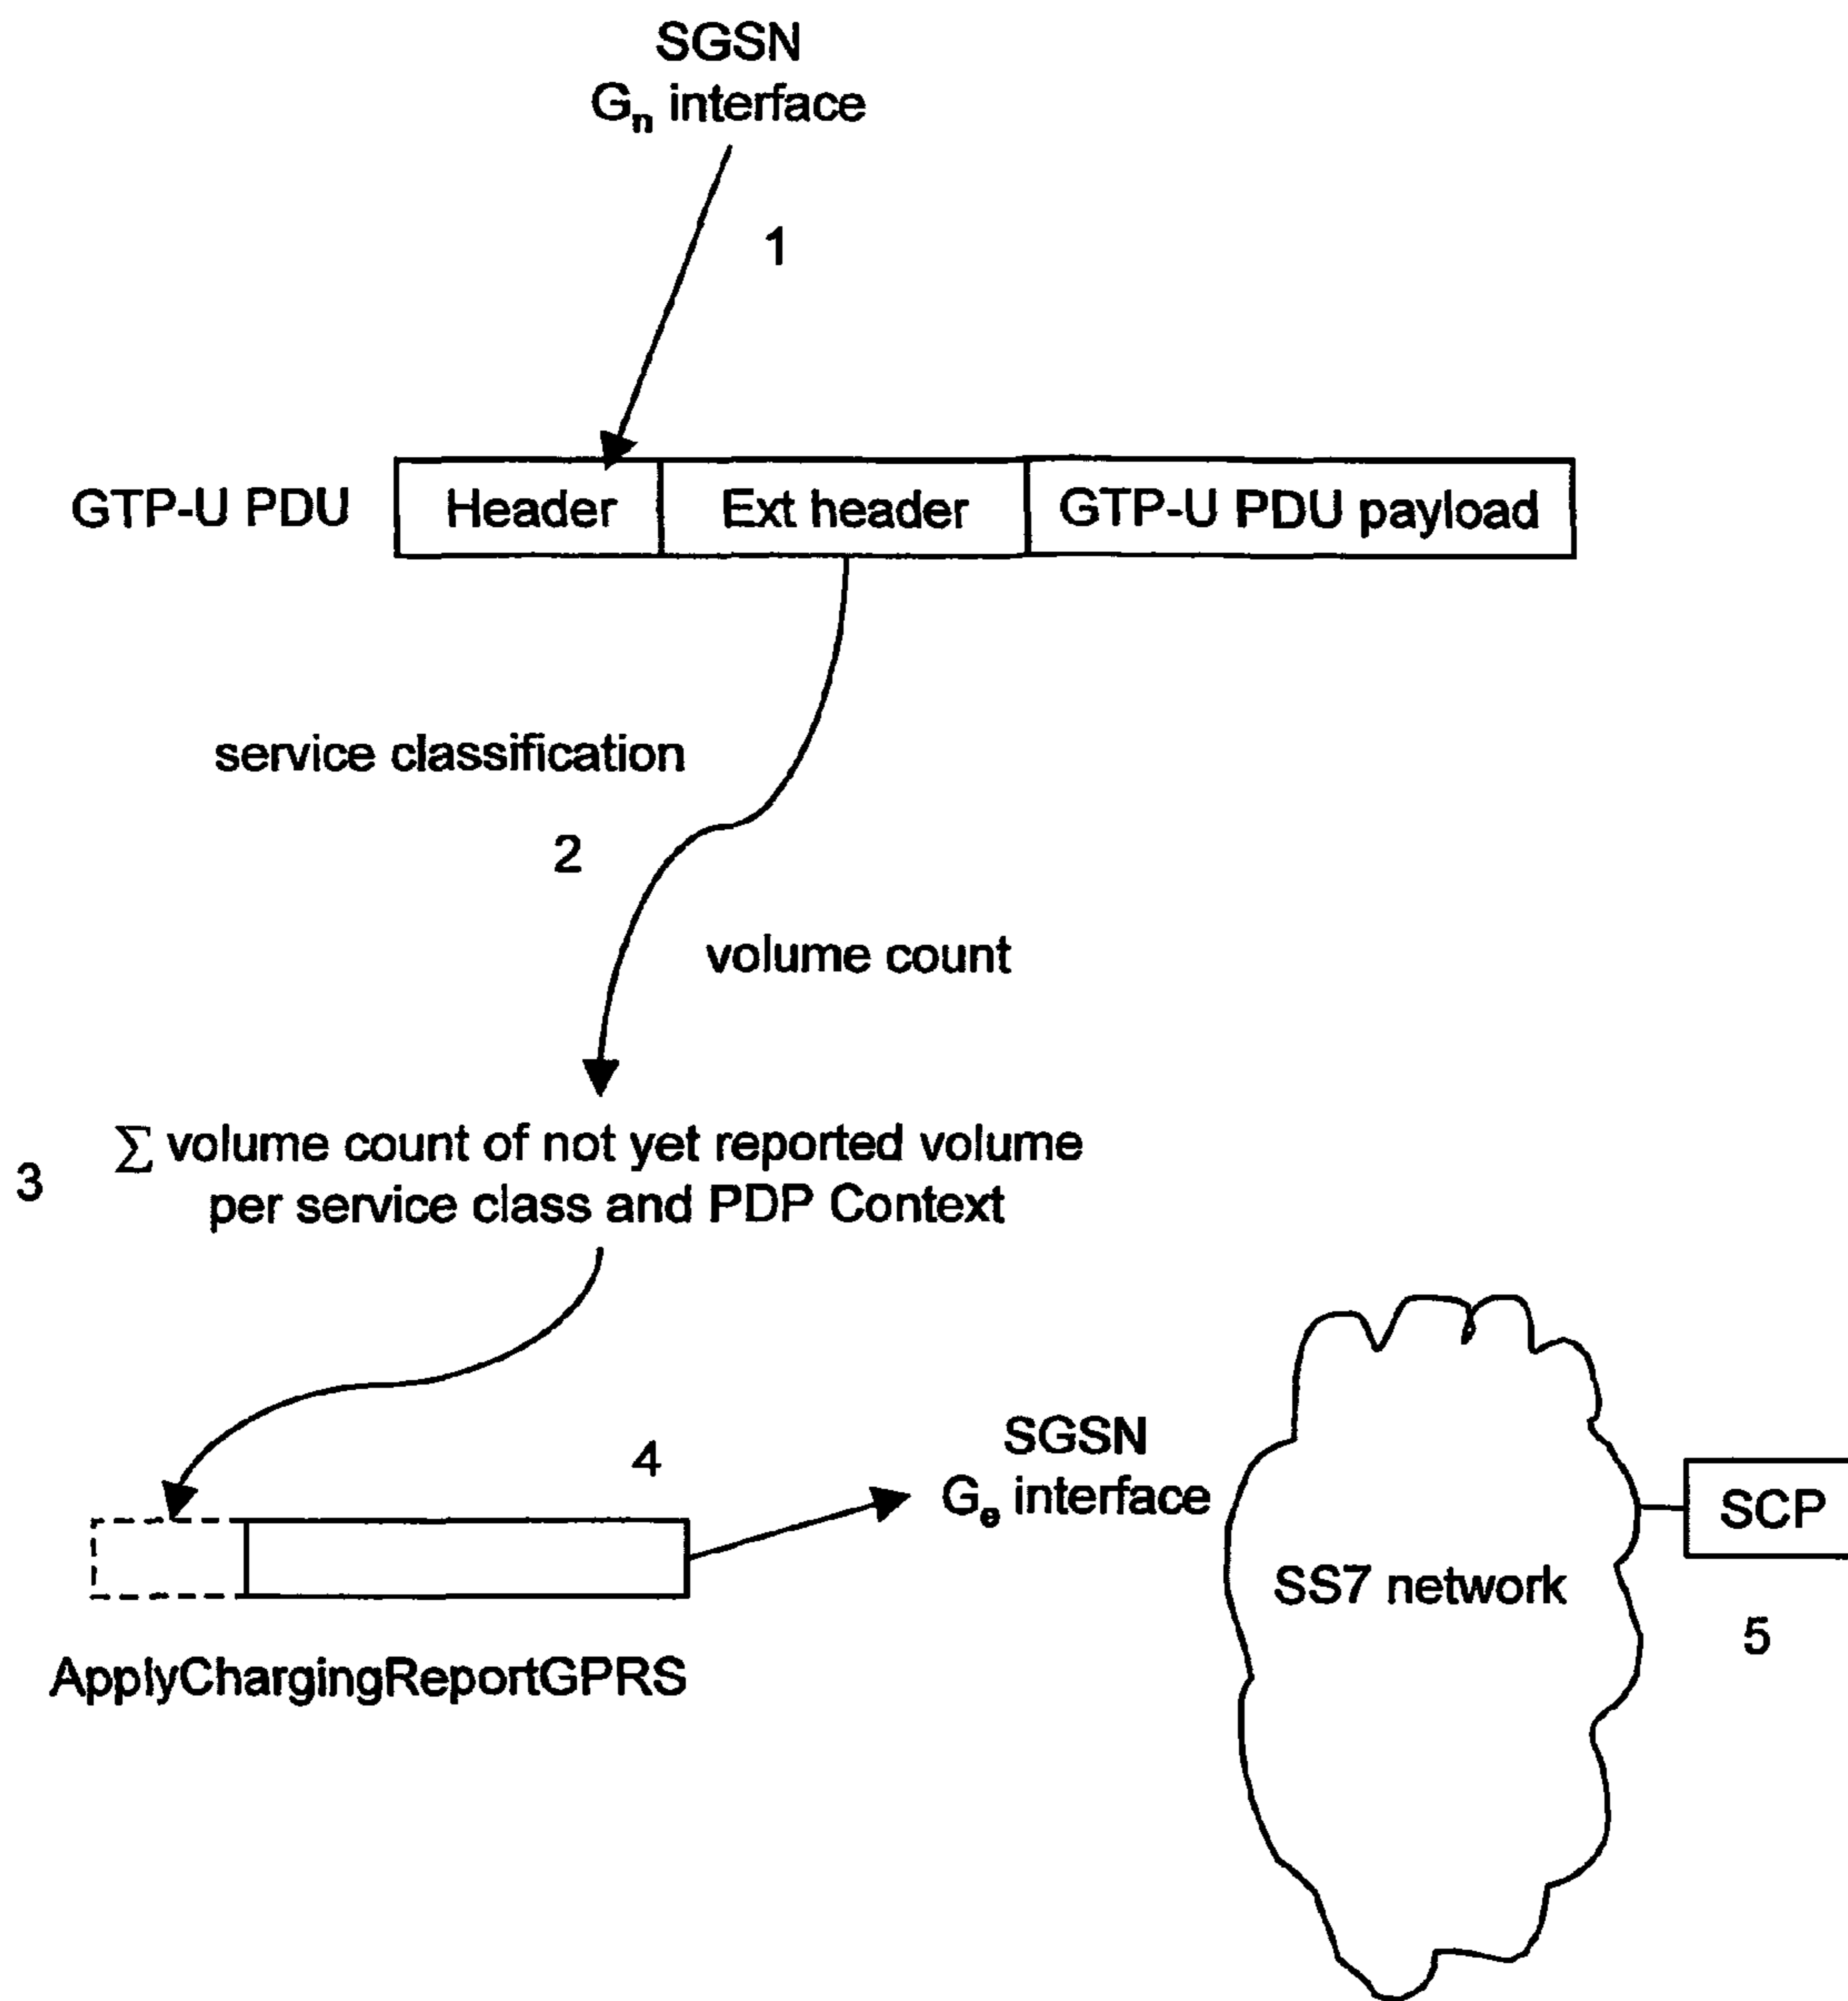 SGSN
Gn interface
1
GTP-U PDU
Header
Ext header
GTP-U PDU payload
service classification
2
volume count
3
Σ volume count of not yet reported volume
per service class and PDP Context
4
SGSN
Ge interface
SS7 network
SCP
5
ApplyChargingReportGPRS